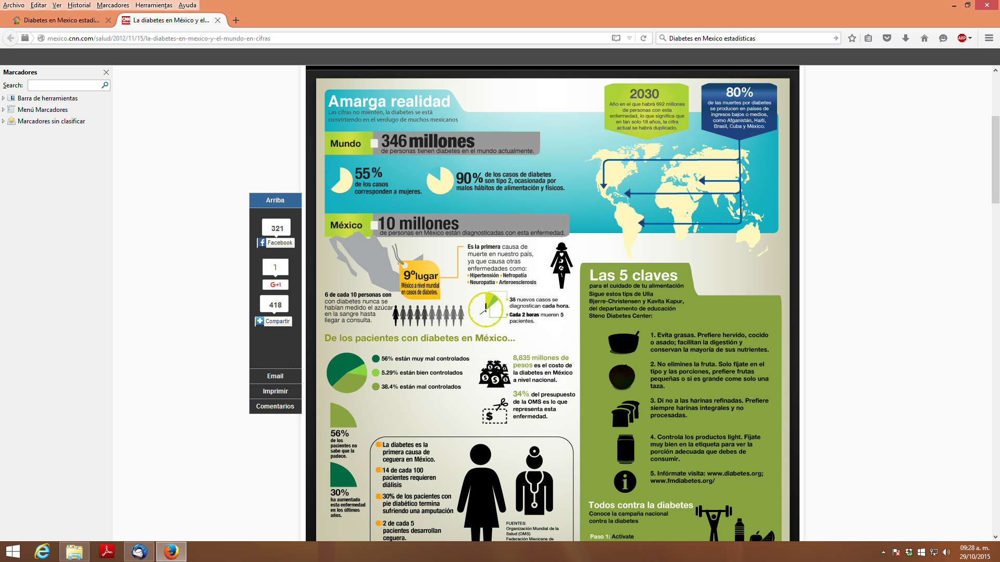 Archivo Editar Ver Historial Marcadores Herramientas Ayuda
Diabetes en Mexico estadi...
La diabetes en México y el...
mexico.cnn.com/salud/2012/11/15/la-diabetes-en-mexico-y-el-mundo-en-cifras
Diabetes en Mexico estadisticas
ABP
Marcadores
Search:
Barra de herramientas
Menú Marcadores
Marcadores sin clasificar
Arriba
321
Facebook
1
G+1
418
Compartir
Email
Imprimir
Comentarios
Amarga realidad
Las cifras no mienten, la diabetes se está
convirtiendo en el verdugo de muchos mexicanos
2030
Año en el que habrá 692 millones
de personas con esta
enfermedad, lo que significa que
en tan solo 18 años, la cifra
actual se habrá duplicado.
80%
de las muertes por diabetes
se producen en países de
ingresos bajos o medios,
como Afganistán, Haití,
Brasil, Cuba y México.
Mundo
346 millones
de personas tienen diabetes en el mundo actualmente.
55%
de los casos
corresponden a mujeres.
90% de los casos de diabetes
son tipo 2, ocasionada por
malos hábitos de alimentación y físicos.
México
10 millones
de personas en México están diagnosticadas con esta enfermedad.
9º lugar
México a nivel mundial
en casos de diabetes.
Es la primera causa de
muerte en nuestro país,
ya que causa otras
enfermedades como:
Hipertensión Nefropatía
Neuropatía Arteroesclerosis
6 de cada 10 personas con
con diabetes nunca se
habían medido el azúcar
en la sangre hasta
llegar a consulta.
38 nuevos casos se
diagnostican cada hora.
Cada 2 horas mueren 5
pacientes.
De los pacientes con diabetes en México...
56% están muy mal controlados
5.29% están bien controlados
38.4% están mal controlados
8,835 millones de
pesos es el costo de
la diabetes en México
a nivel nacional.
34% del presupuesto
de la OMS es lo que
representa esta
enfermedad.
56%
de los
pacientes no
sabe que la
padece.
30%
ha aumentado
esta enfermedad
en los últimos
años.
La diabetes es la
primera causa de
ceguera en México.
14 de cada 100
pacientes requieren
diálisis
30% de los pacientes con
pie diabético termina
sufriendo una amputación
2 de cada 5
pacientes desarrollan
ceguera.
FUENTES:
Organización Mundial de la
Salud (OMS)
Federación Mexicana de
Las 5 claves
para el cuidado de tu alimentación
Sigue estos tips de Ulla
Bjerre-Christensen y Kavita Kapur,
del departamento de educación
Steno Diabetes Center:
1. Evita grasas. Prefiere hervido, cocido
o asado; facilitan la digestión y
conservan la mayoría de sus nutrientes.
2. No elimines la fruta. Solo fíjate en el
tipo y las porciones, prefiere frutas
pequeñas o si es grande come solo una
taza.
3. Di no a las harinas refinadas. Prefiere
siempre harinas integrales y no
procesadas.
4. Controla los productos light. Fíjate
muy bien en la etiqueta para ver la
porción adecuada que debes de
consumir.
5. Infórmate visita: www.diabetes.org;
www.fmdiabetes.org/
Todos contra la diabetes
Conoce la campaña nacional
contra la diabetes
Paso 1: Actívate
09:28 a. m.
29/10/2015